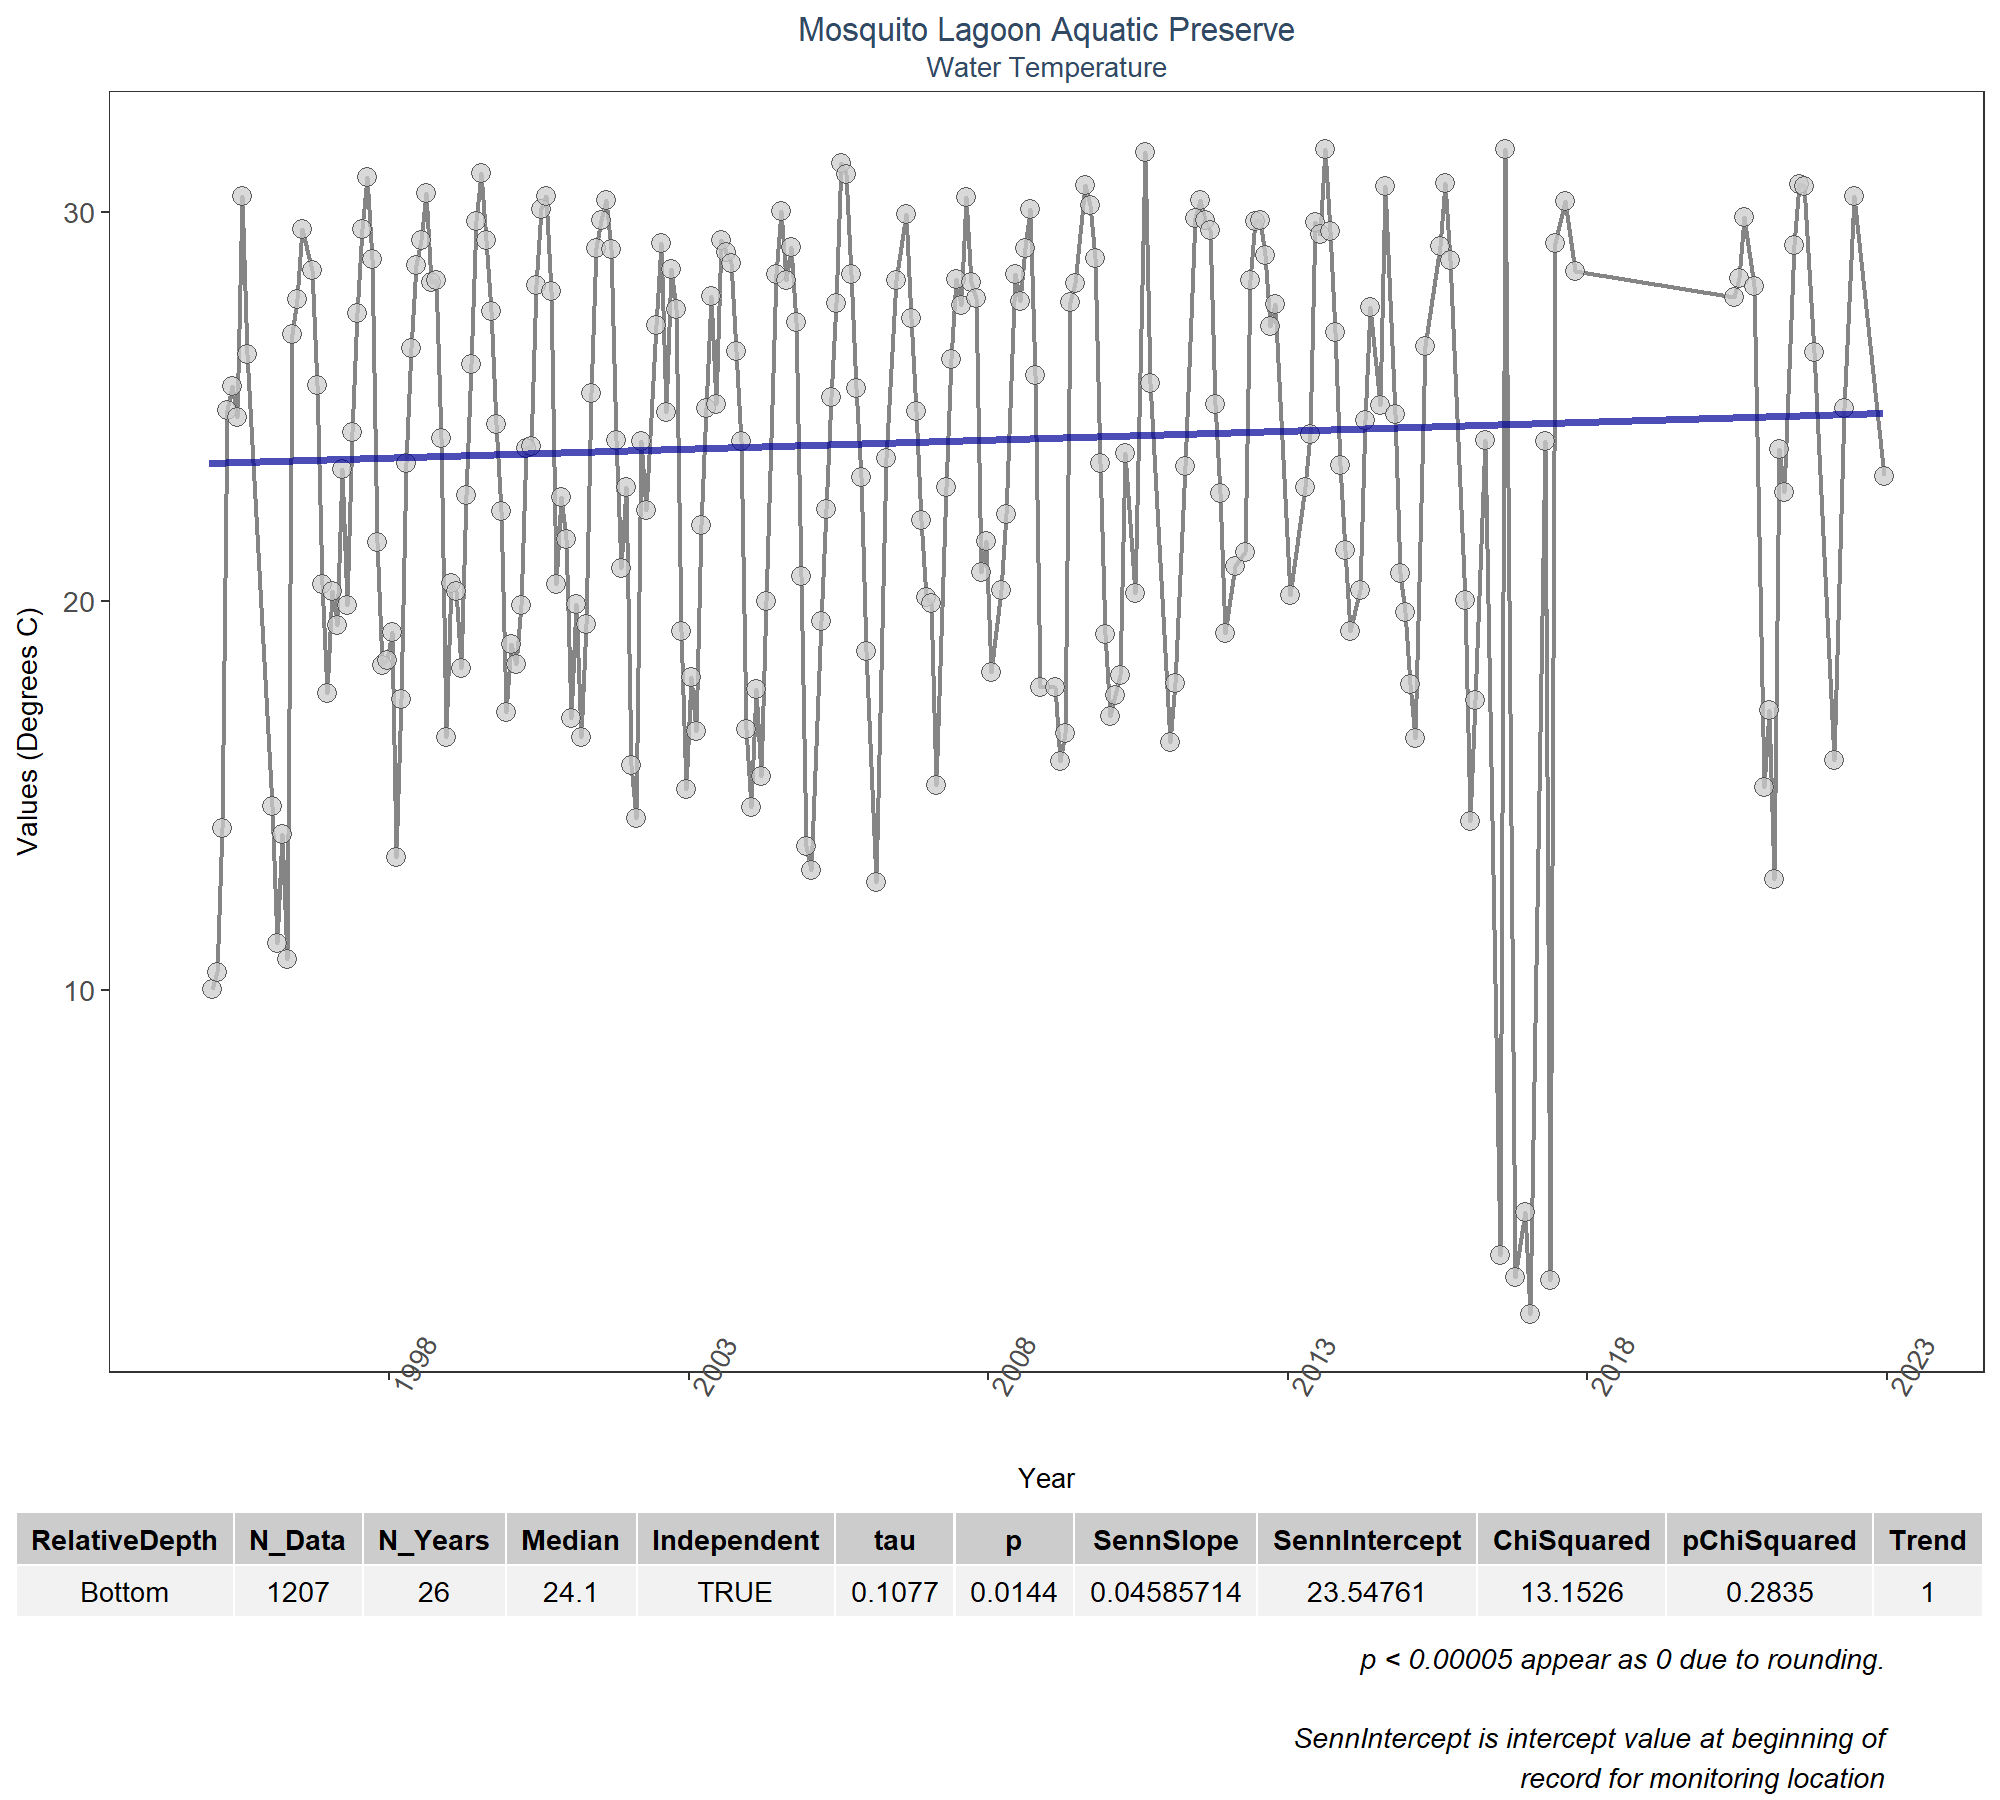 Mosquito Lagoon Aquatic Preserve
Water Temperature
Values (Degrees C)
30
20
10
1998 2003 2008 2013 2018 2023
Year
RelativeDepth N_Data N_Years Median Independent tau p SennSlope SennIntercept ChiSquared pChiSquared Trend
Bottom 1207 26 24.1 TRUE 0.1077 0.0144 0.04585714 23.54761 13.1526 0.2835 1
p < 0.00005 appear as 0 due to rounding.
SennIntercept is intercept value at beginning of
record for monitoring location